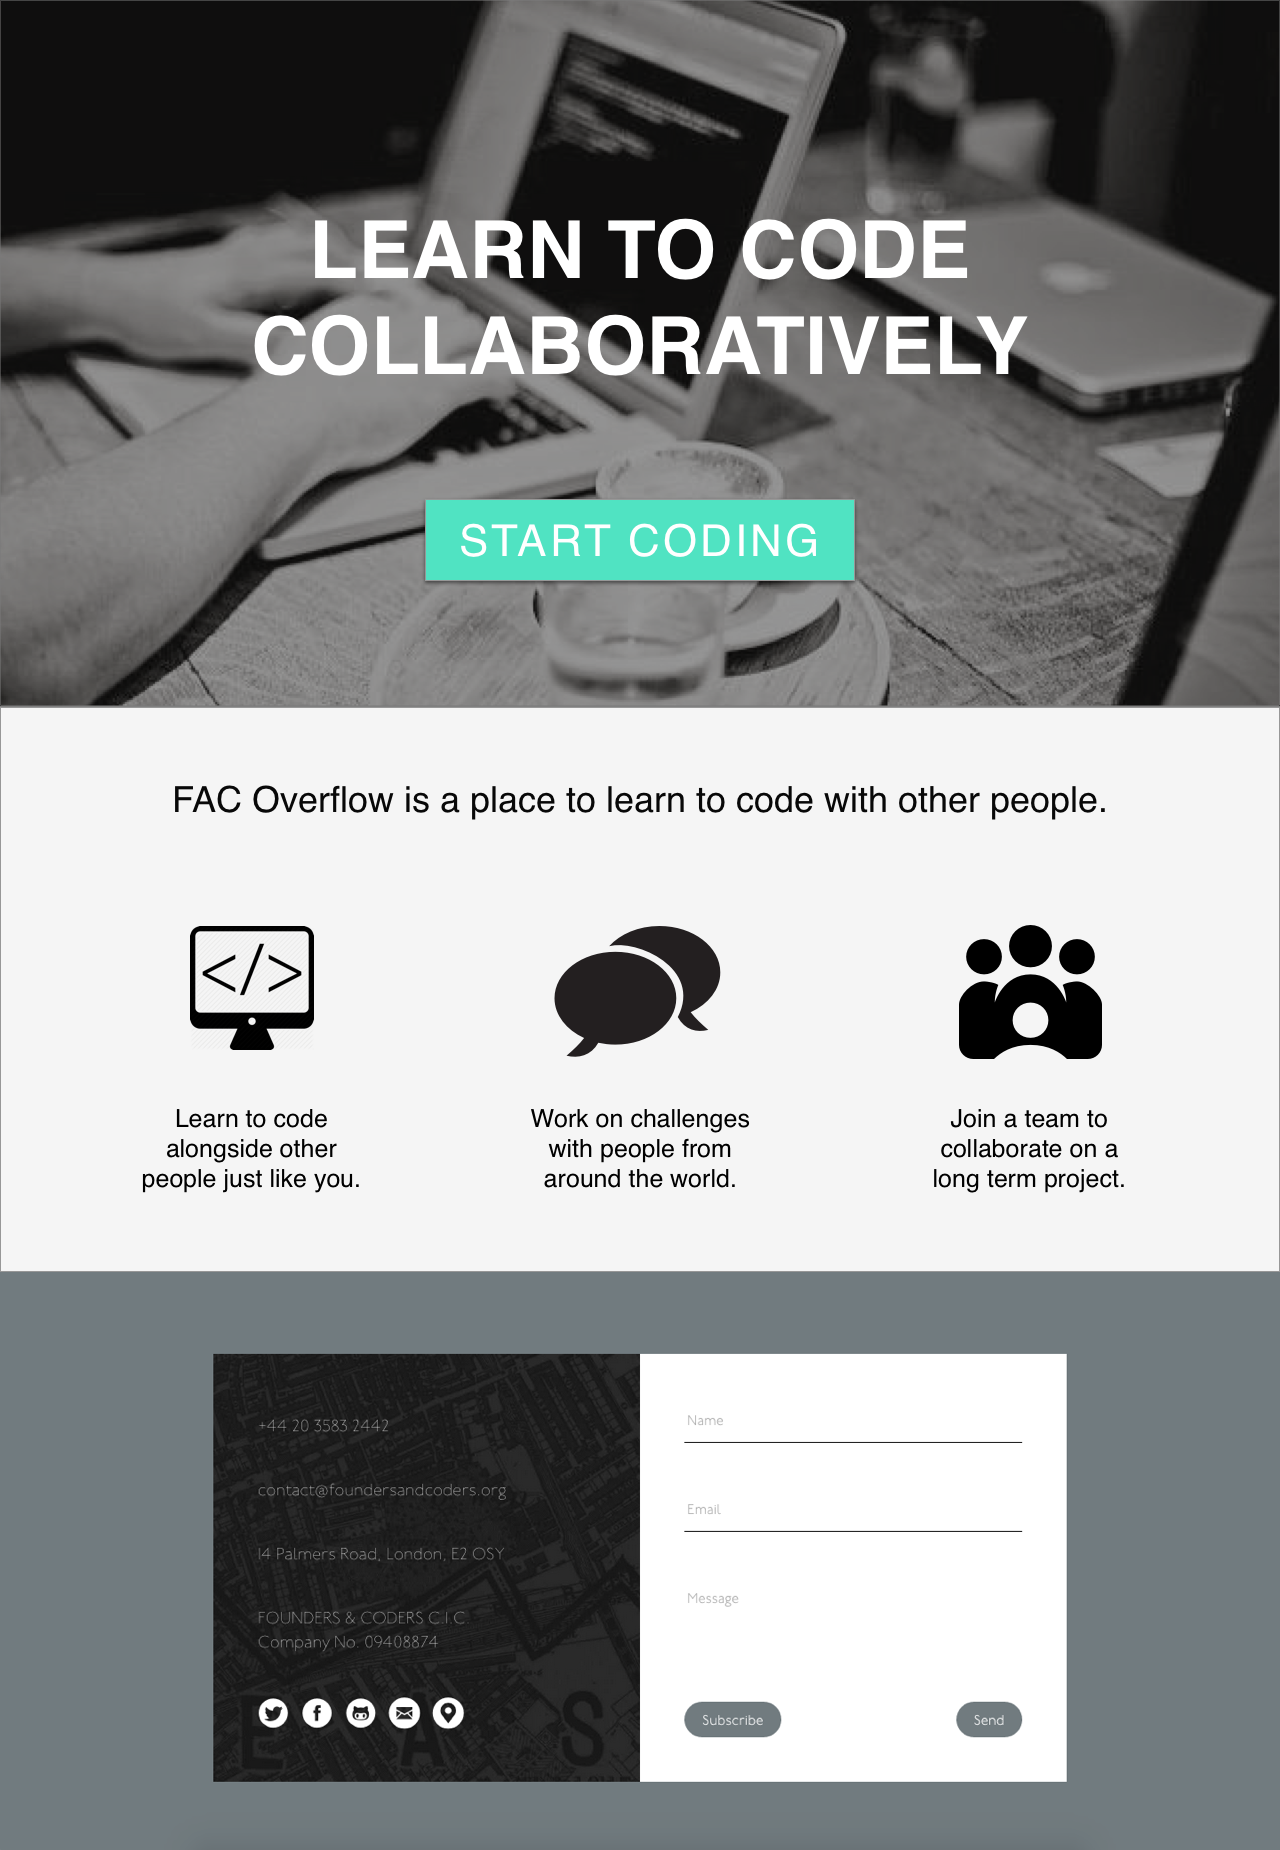 LEARN TO CODE
COLLABORATIVELY
START CODING
FAC Overflow is a place to learn to code with other people.
</>
Learn to code
alongside other
people just like you.
Work on challenges
with people from
around the world.
Join a team to
collaborate on a
long term project.
+44 20 3583 2442
contact@foundersandcoders.org
14 Palmers Road, London, E2 OSY
FOUNDERS & CODERS C.I.C.
Company No. 09408874
E A S
Name
Email
Message
Subscribe
Send